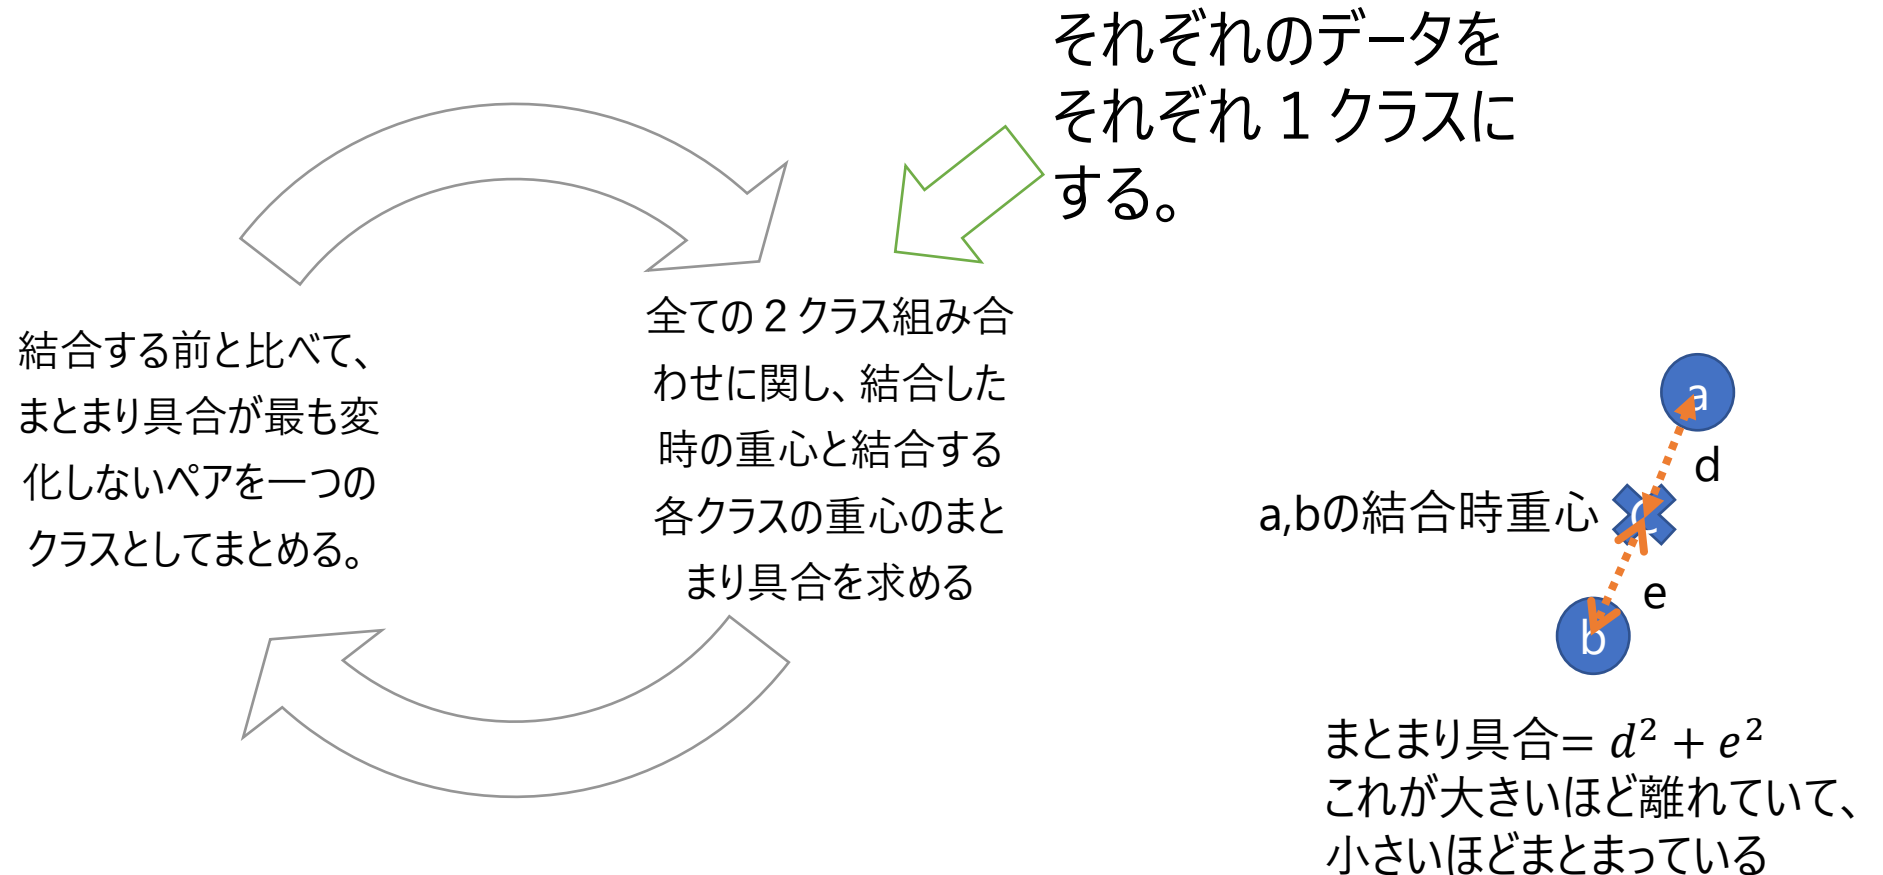 それぞれのデータを
それぞれ１クラスに
する。
結合する前と比べて、
まとまり具合が最も変
化しないペアを一つの
クラスとしてまとめる。
全ての２クラス組み合
わせに関し、結合した
時の重心と結合する
各クラスの重心のまと
まり具合を求める
a
d
a,bの結合時重心
c
e
b
まとまり具合= d² + e²
これが大きいほど離れていて、
小さいほどまとまっている